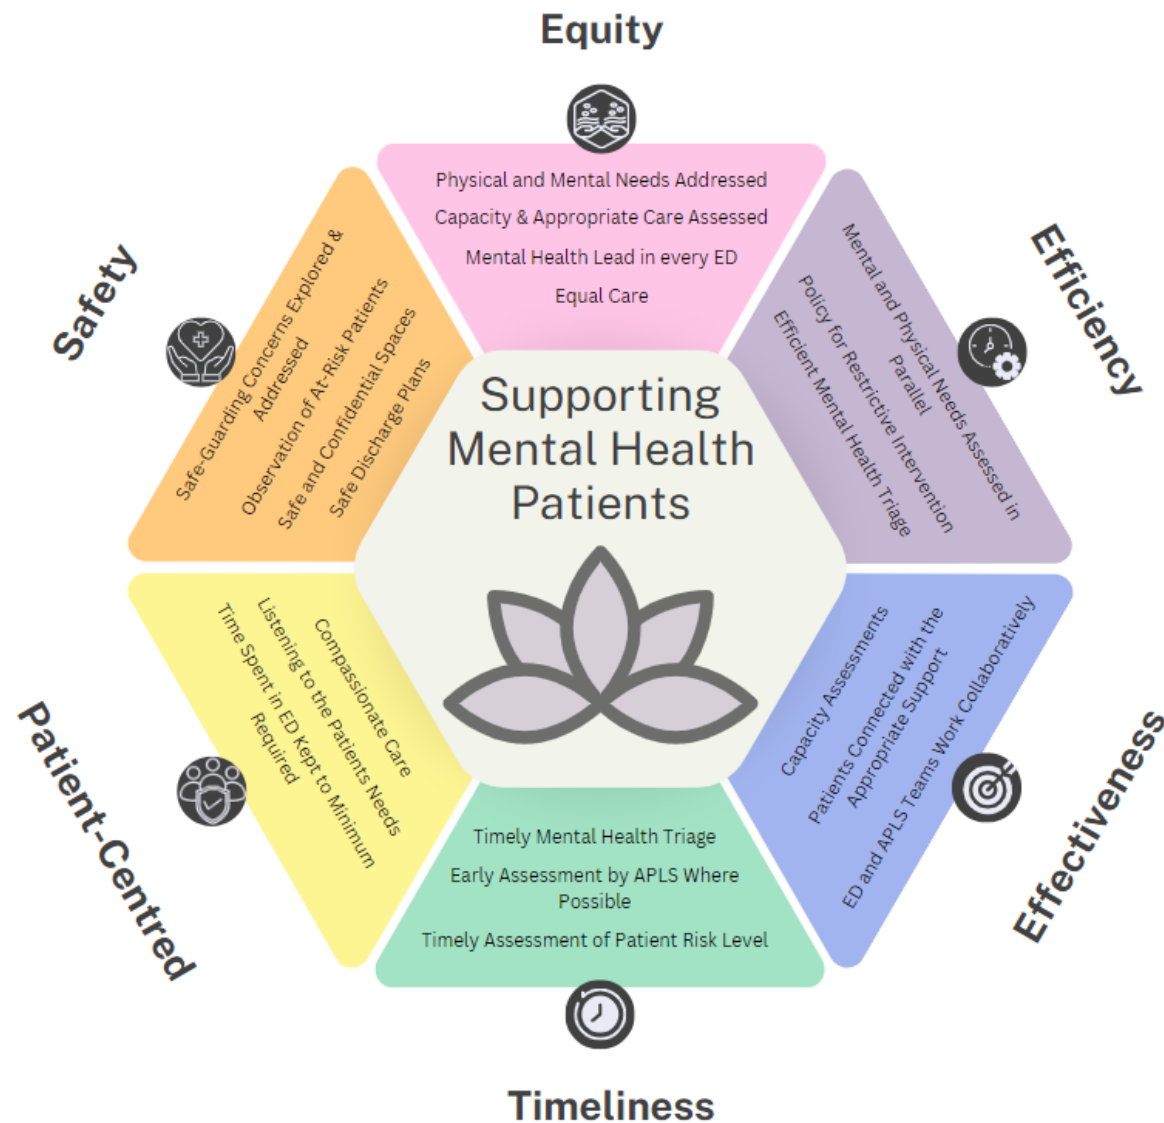 Equity
Physical and Mental Needs Addressed
Capacity & Appropriate Care Assessed
Mental Health Lead in every ED
Equal Care
Efficiency
Mental and Physical Needs Assessed in
Parallel
Policy for Restrictive Intervention
Efficient Mental Health Triage
Effectiveness
Capacity Assessments
Patients Connected with the
Appropriate Support
ED and APLS Teams Work Collaboratively
Timeliness
Timely Mental Health Triage
Early Assessment by APLS Where
Possible
Timely Assessment of Patient Risk Level
Patient-Centred
Compassionate Care
Listening to the Patients Needs
Time Spent in ED Kept to Minimum
Required
Safety
Safe-Guarding Concerns Explored &
Addressed
Observation of At-Risk Patients
Safe and Confidential Spaces
Safe Discharge Plans
Supporting
Mental Health
Patients